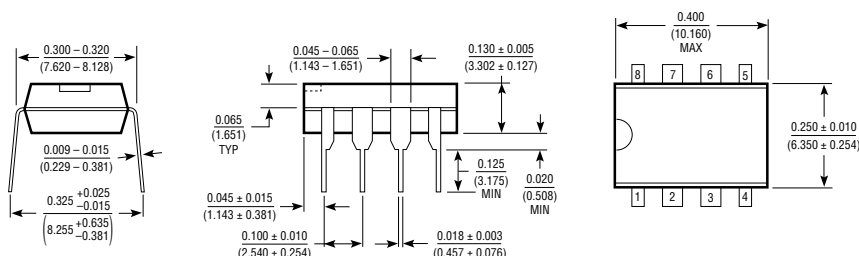 0.300 – 0.320
(7.620 – 8.128)
0.009 – 0.015
(0.229 – 0.381)
0.325 +0.025 –0.015
(8.255 +0.635 –0.381)
0.045 – 0.065
(1.143 – 1.651)
0.130 ± 0.005
(3.302 ± 0.127)
0.065
(1.651)
TYP
0.125
(3.175)
MIN
0.020
(0.508)
MIN
0.045 ± 0.015
(1.143 ± 0.381)
0.100 ± 0.010
(2.540 ± 0.254)
0.018 ± 0.003
(0.457 ± 0.076)
0.400
(10.160)
MAX
8 7 6 5
0.250 ± 0.010
(6.350 ± 0.254)
1 2 3 4